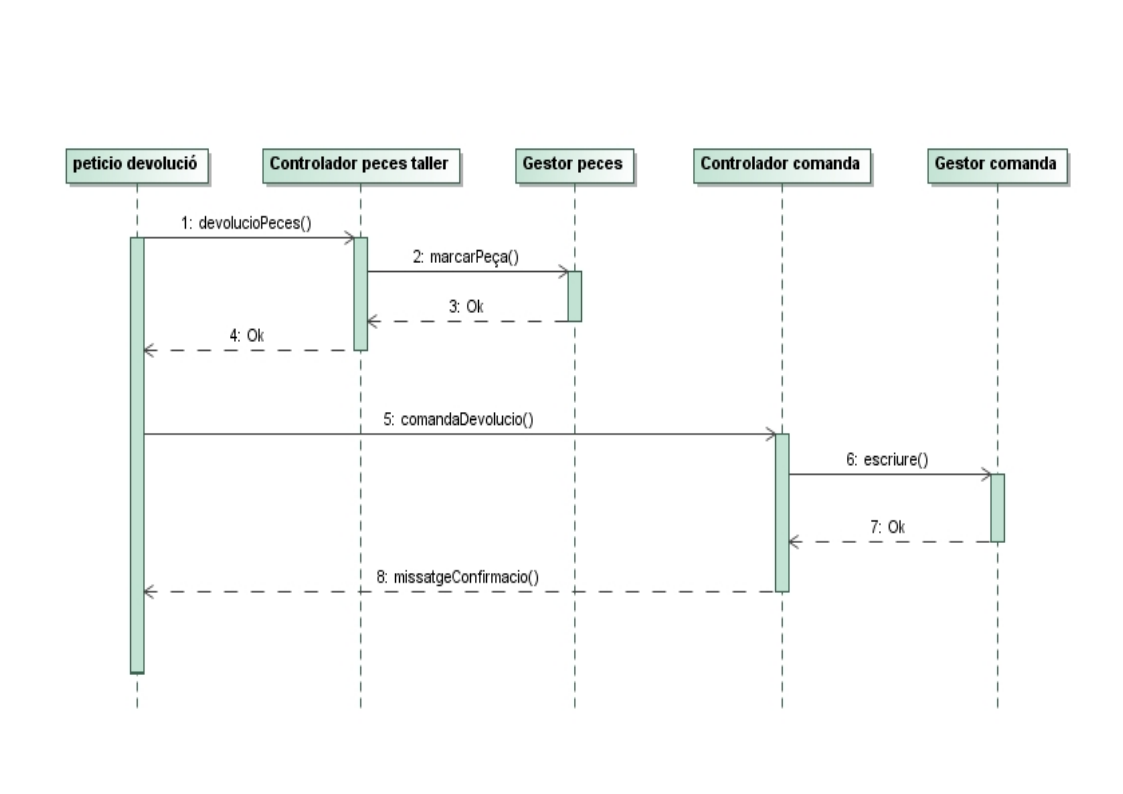 peticio devolució
Controlador peces taller
Gestor peces
Controlador comanda
Gestor comanda
1: devolucioPeces()
2: marcarPeça()
3: Ok
4: Ok
5: comandaDevolucio()
6: escriure()
7: Ok
8: missatgeConfirmacio()